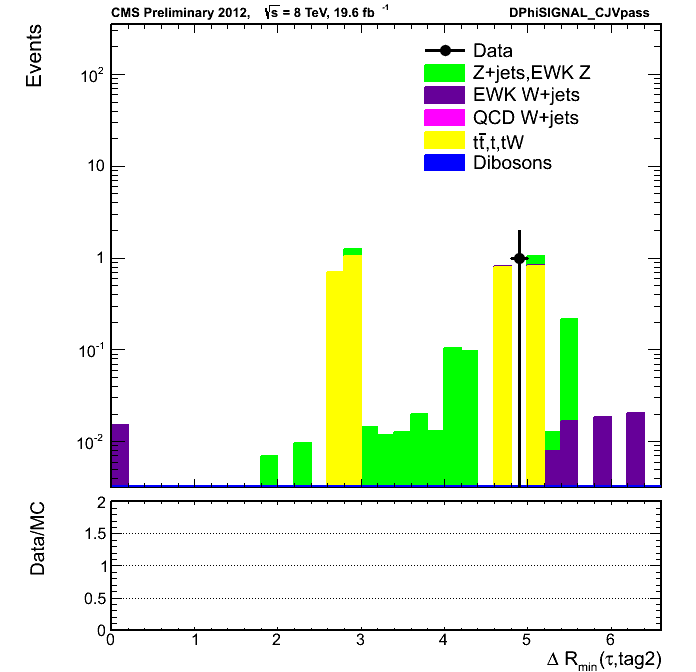 CMS Preliminary 2012, √s = 8 TeV, 19.6 fb⁻¹ DPhiSIGNAL_CJVpass
Events
10²
10
1
10⁻¹
10⁻²
Data
Z+jets,EWK Z
EWK W+jets
QCD W+jets
tt̅,t,tW
Dibosons
Data/MC
2
1.5
1
0.5
0
0 1 2 3 4 5 6
Δ R_min(τ,tag2)